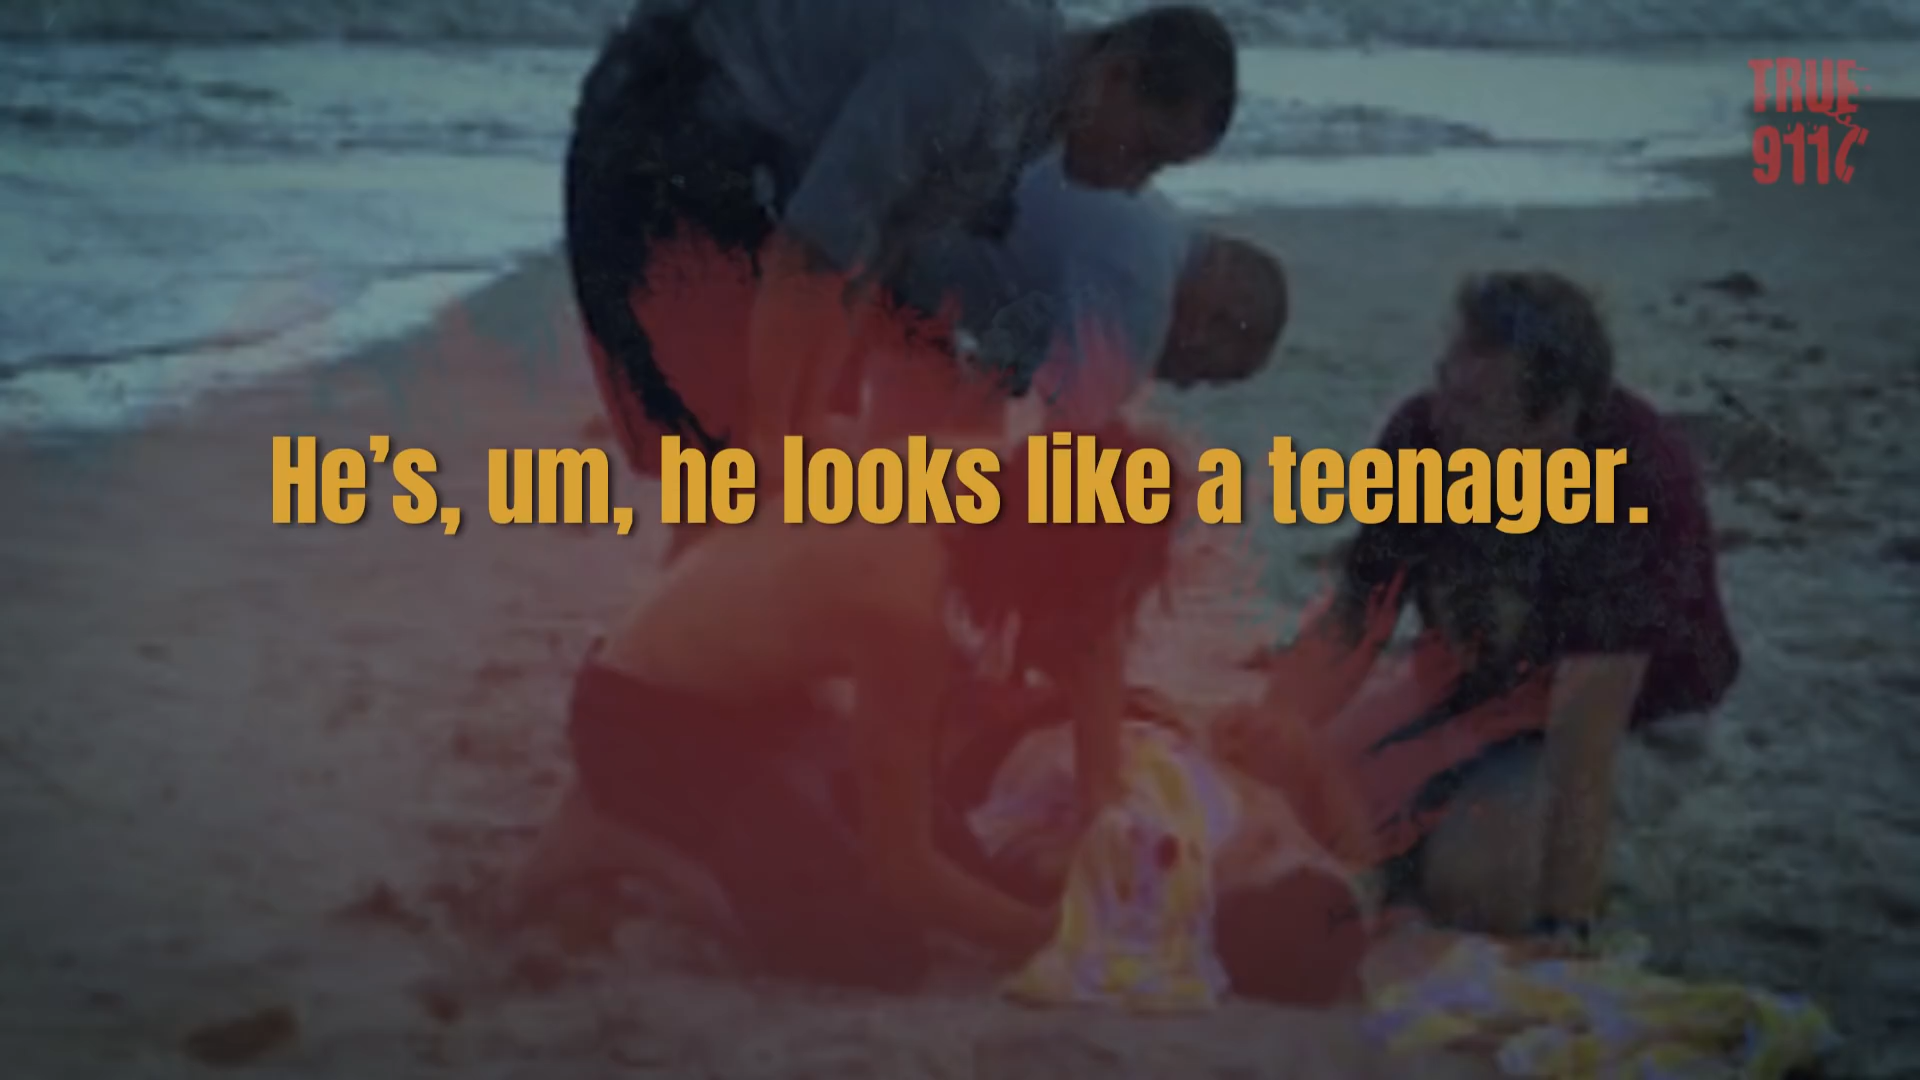 TRUE
911
He’s, um, he looks like a teenager.